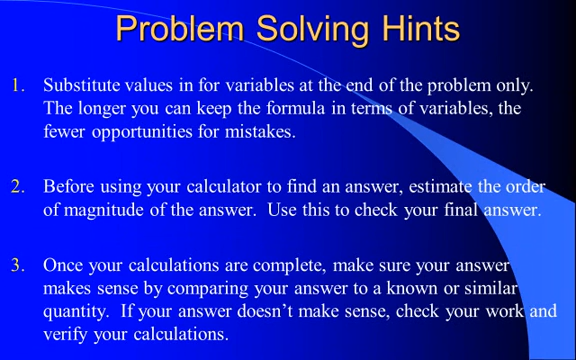 Problem Solving Hints
1. Substitute values in for variables at the end of the problem only.
The longer you can keep the formula in terms of variables, the
fewer opportunities for mistakes.
2. Before using your calculator to find an answer, estimate the order
of magnitude of the answer.  Use this to check your final answer.
3. Once your calculations are complete, make sure your answer
makes sense by comparing your answer to a known or similar
quantity.  If your answer doesn’t make sense, check your work and
verify your calculations.